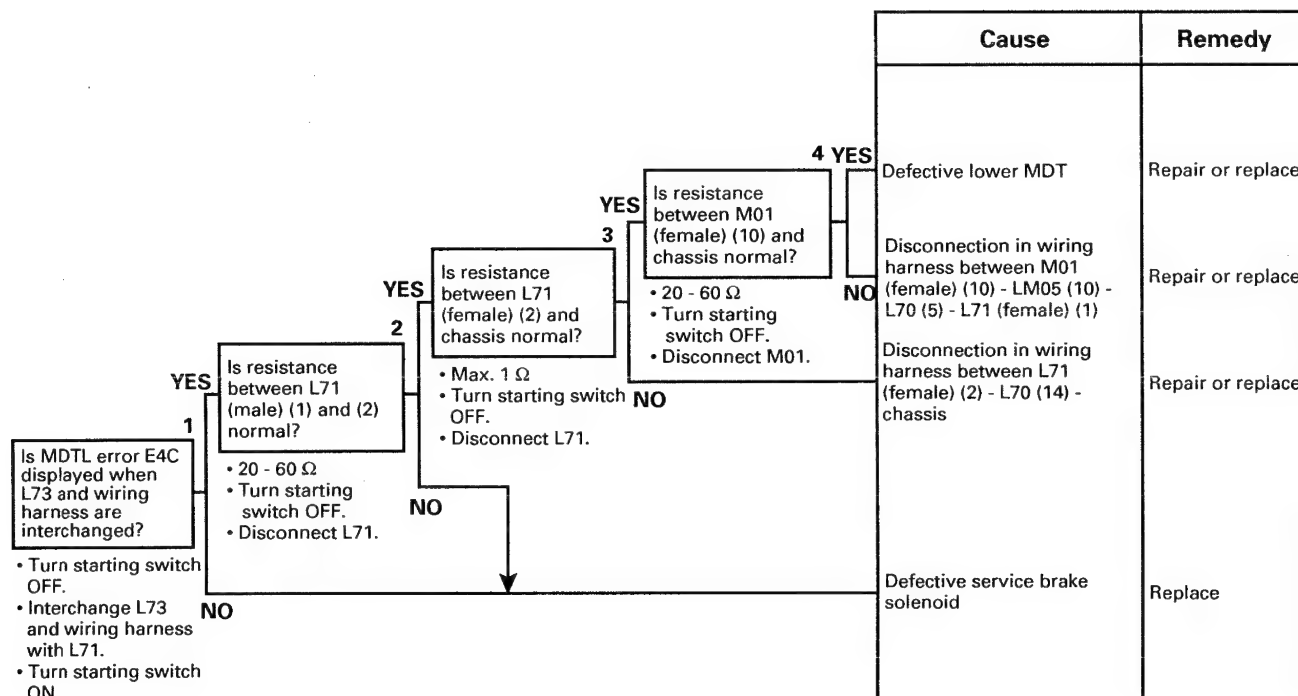 Cause
Remedy
4 YES
Defective lower MDT
Repair or replace
Is resistance
between M01
(female) (10) and
chassis normal?
YES
3
• 20 - 60 Ω
• Turn starting
switch OFF.
• Disconnect M01.
NO
Disconnection in wiring
harness between M01
(female) (10) - LM05 (10) -
L70 (5) - L71 (female) (1)
Repair or replace
Is resistance
between L71
(female) (2) and
chassis normal?
YES
2
• Max. 1 Ω
• Turn starting switch
OFF.
• Disconnect L71.
NO
Disconnection in wiring
harness between L71
(female) (2) - L70 (14) -
chassis
Repair or replace
Is resistance
between L71
(male) (1) and (2)
normal?
YES
1
• 20 - 60 Ω
• Turn starting
switch OFF.
• Disconnect L71.
NO
Is MDTL error E4C
displayed when
L73 and wiring
harness are
interchanged?
• Turn starting switch
OFF.
• Interchange L73
and wiring harness
with L71.
• Turn starting switch
ON.
NO
Defective service brake
solenoid
Replace